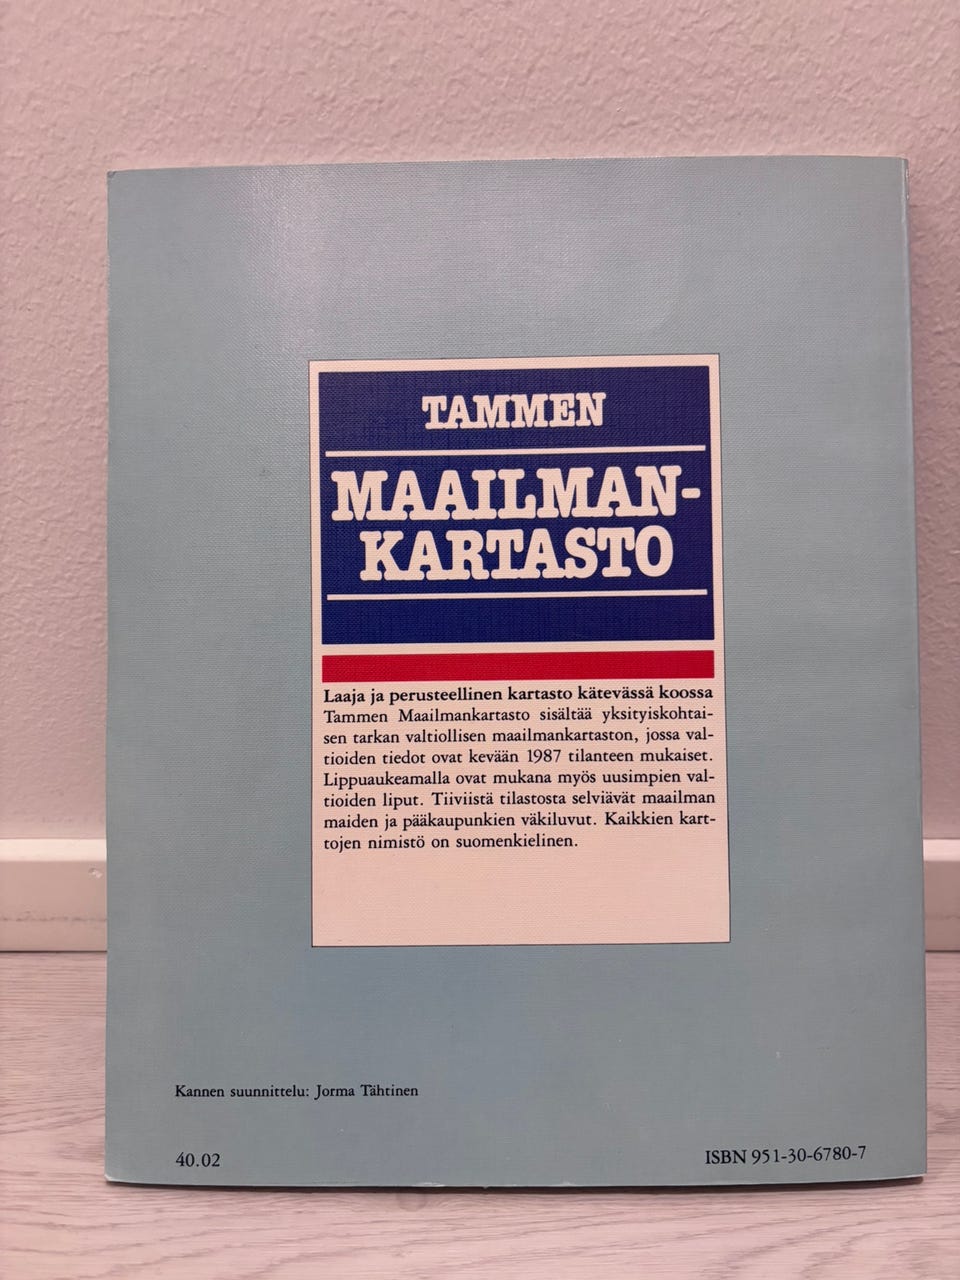 TAMMEN
MAAILMAN-
KARTASTO
Laaja ja perusteellinen kartasto kätevässä koossa
Tammen Maailmankartasto sisältää yksityiskohtai-
sen tarkan valtiollisen maailmankartaston, jossa val-
tioiden tiedot ovat kevään 1987 tilanteen mukaiset.
Lippuaukeamalla ovat mukana myös uusimpien val-
tioiden liput. Tiiviistä tilastosta selviävät maailman
maiden ja pääkaupunkien väkiluvut. Kaikkien kart-
tojen nimistö on suomenkielinen.
Kannen suunnittelu: Jorma Tähtinen
40.02
ISBN 951-30-6780-7